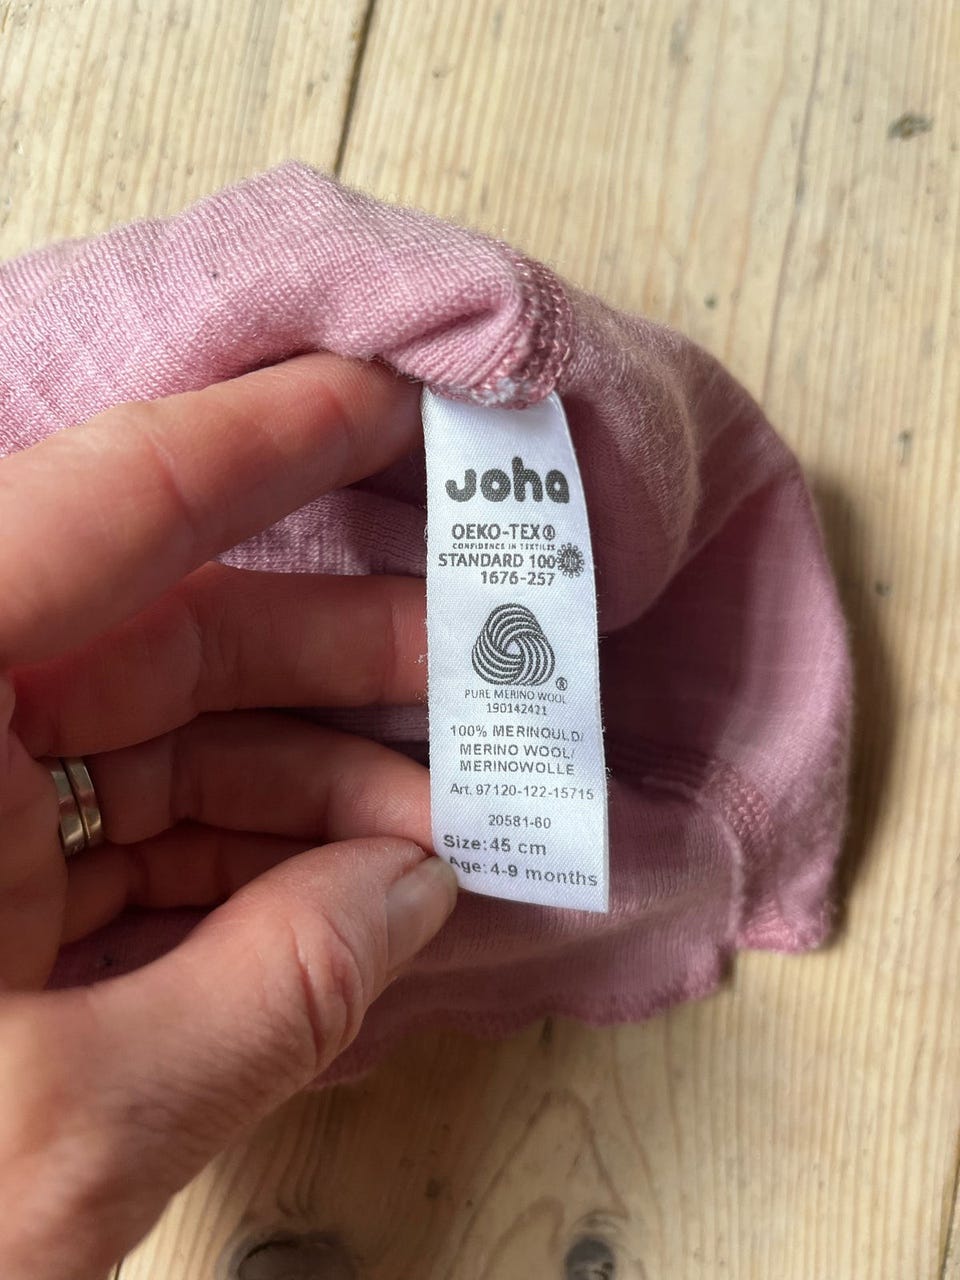 Joha
OEKO-TEX®
CONFIDENCE IN TEXTILES
STANDARD 100
1676-257
®
PURE MERINO WOOL
190142421
100% MERINOULD/
MERINO WOOL/
MERINOWOLLE
Art. 97120-122-15715
20581-60
Size:45 cm
Age:4-9 months